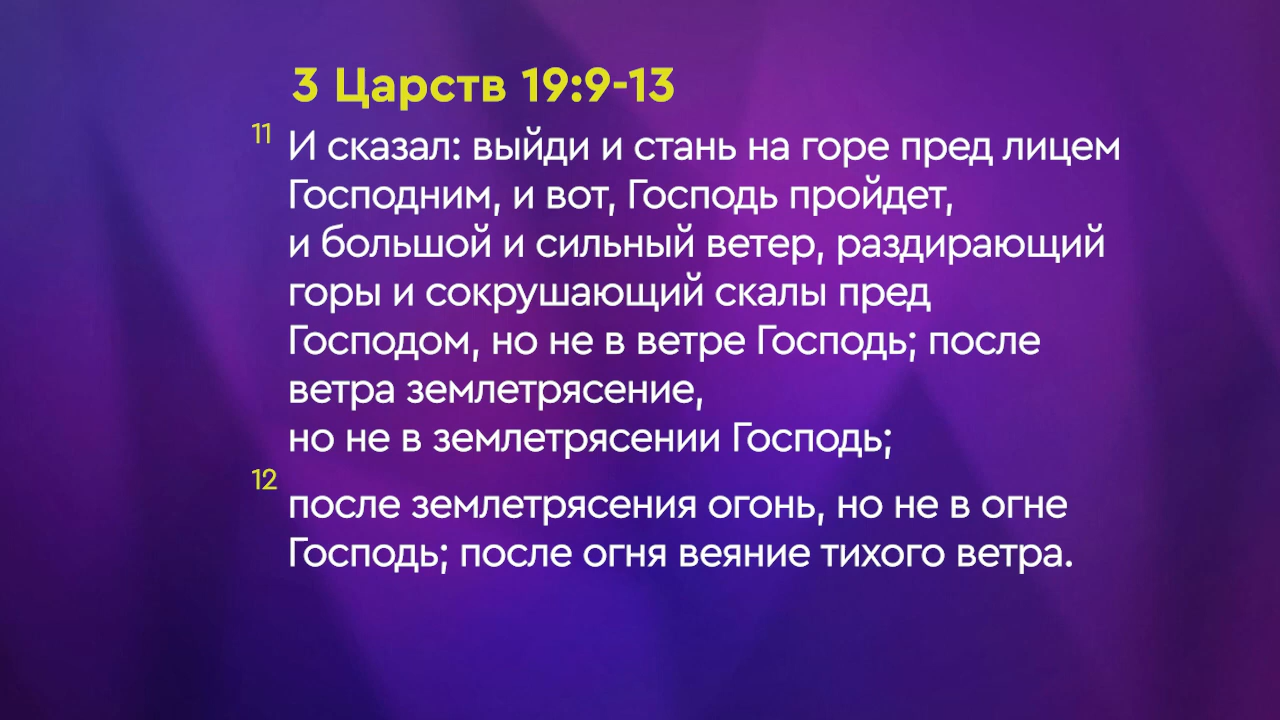 3 Царств 19:9-13
11 И сказал: выйди и стань на горе пред лицем
Господним, и вот, Господь пройдет,
и большой и сильный ветер, раздирающий
горы и сокрушающий скалы пред
Господом, но не в ветре Господь; после
ветра землетрясение,
но не в землетрясении Господь;
12 после землетрясения огонь, но не в огне
Господь; после огня веяние тихого ветра.